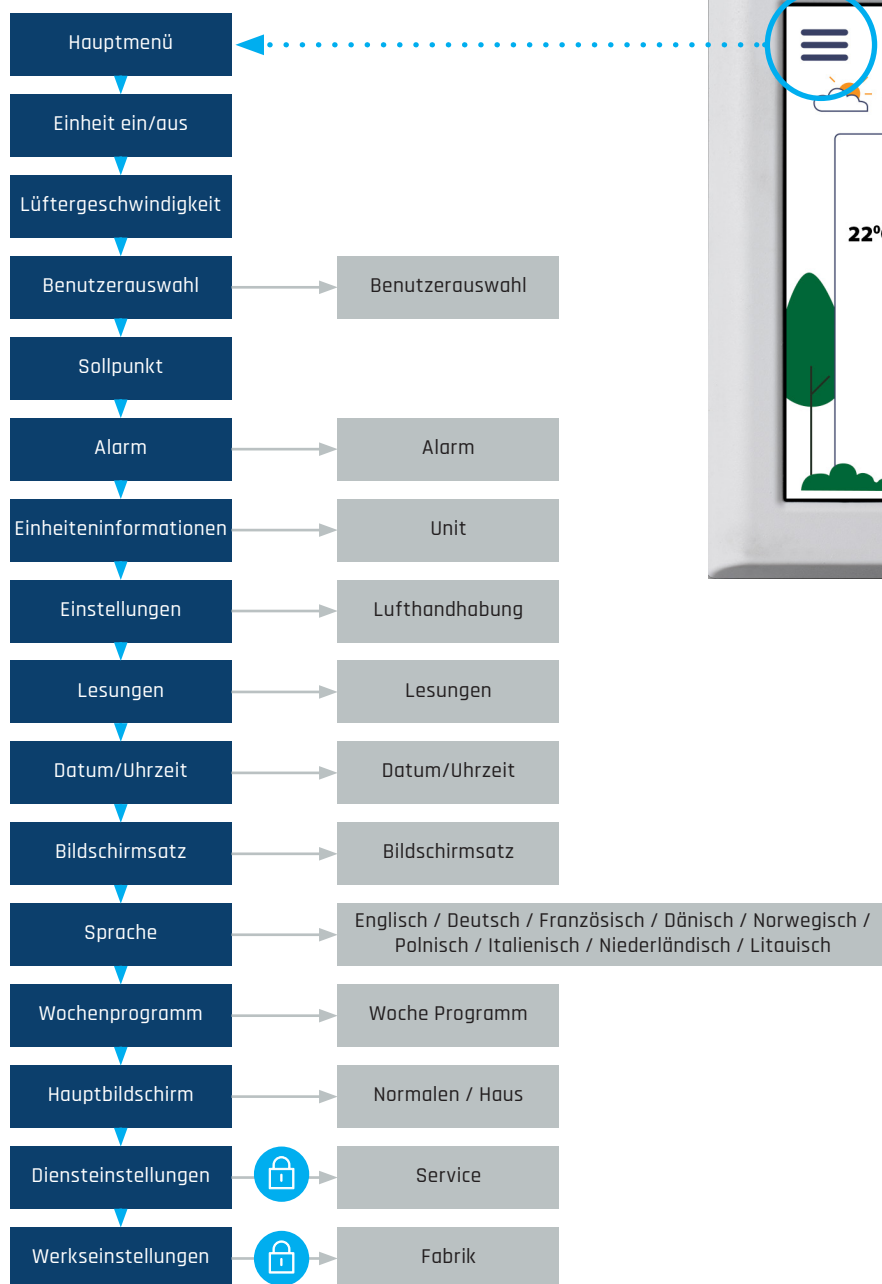 Hauptmenü
Einheit ein/aus
Lüftergeschwindigkeit
Benutzerauswahl
Benutzerauswahl
Sollpunkt
Alarm
Alarm
Einheiteninformationen
Unit
Einstellungen
Lufthandhabung
Lesungen
Lesungen
Datum/Uhrzeit
Datum/Uhrzeit
Bildschirmsatz
Bildschirmsatz
Sprache
Englisch / Deutsch / Französisch / Dänisch / Norwegisch /
Polnisch / Italienisch / Niederländisch / Litauisch
Wochenprogramm
Woche Programm
Hauptbildschirm
Normalen / Haus
Diensteinstellungen
Service
Werkseinstellungen
Fabrik
22⁰